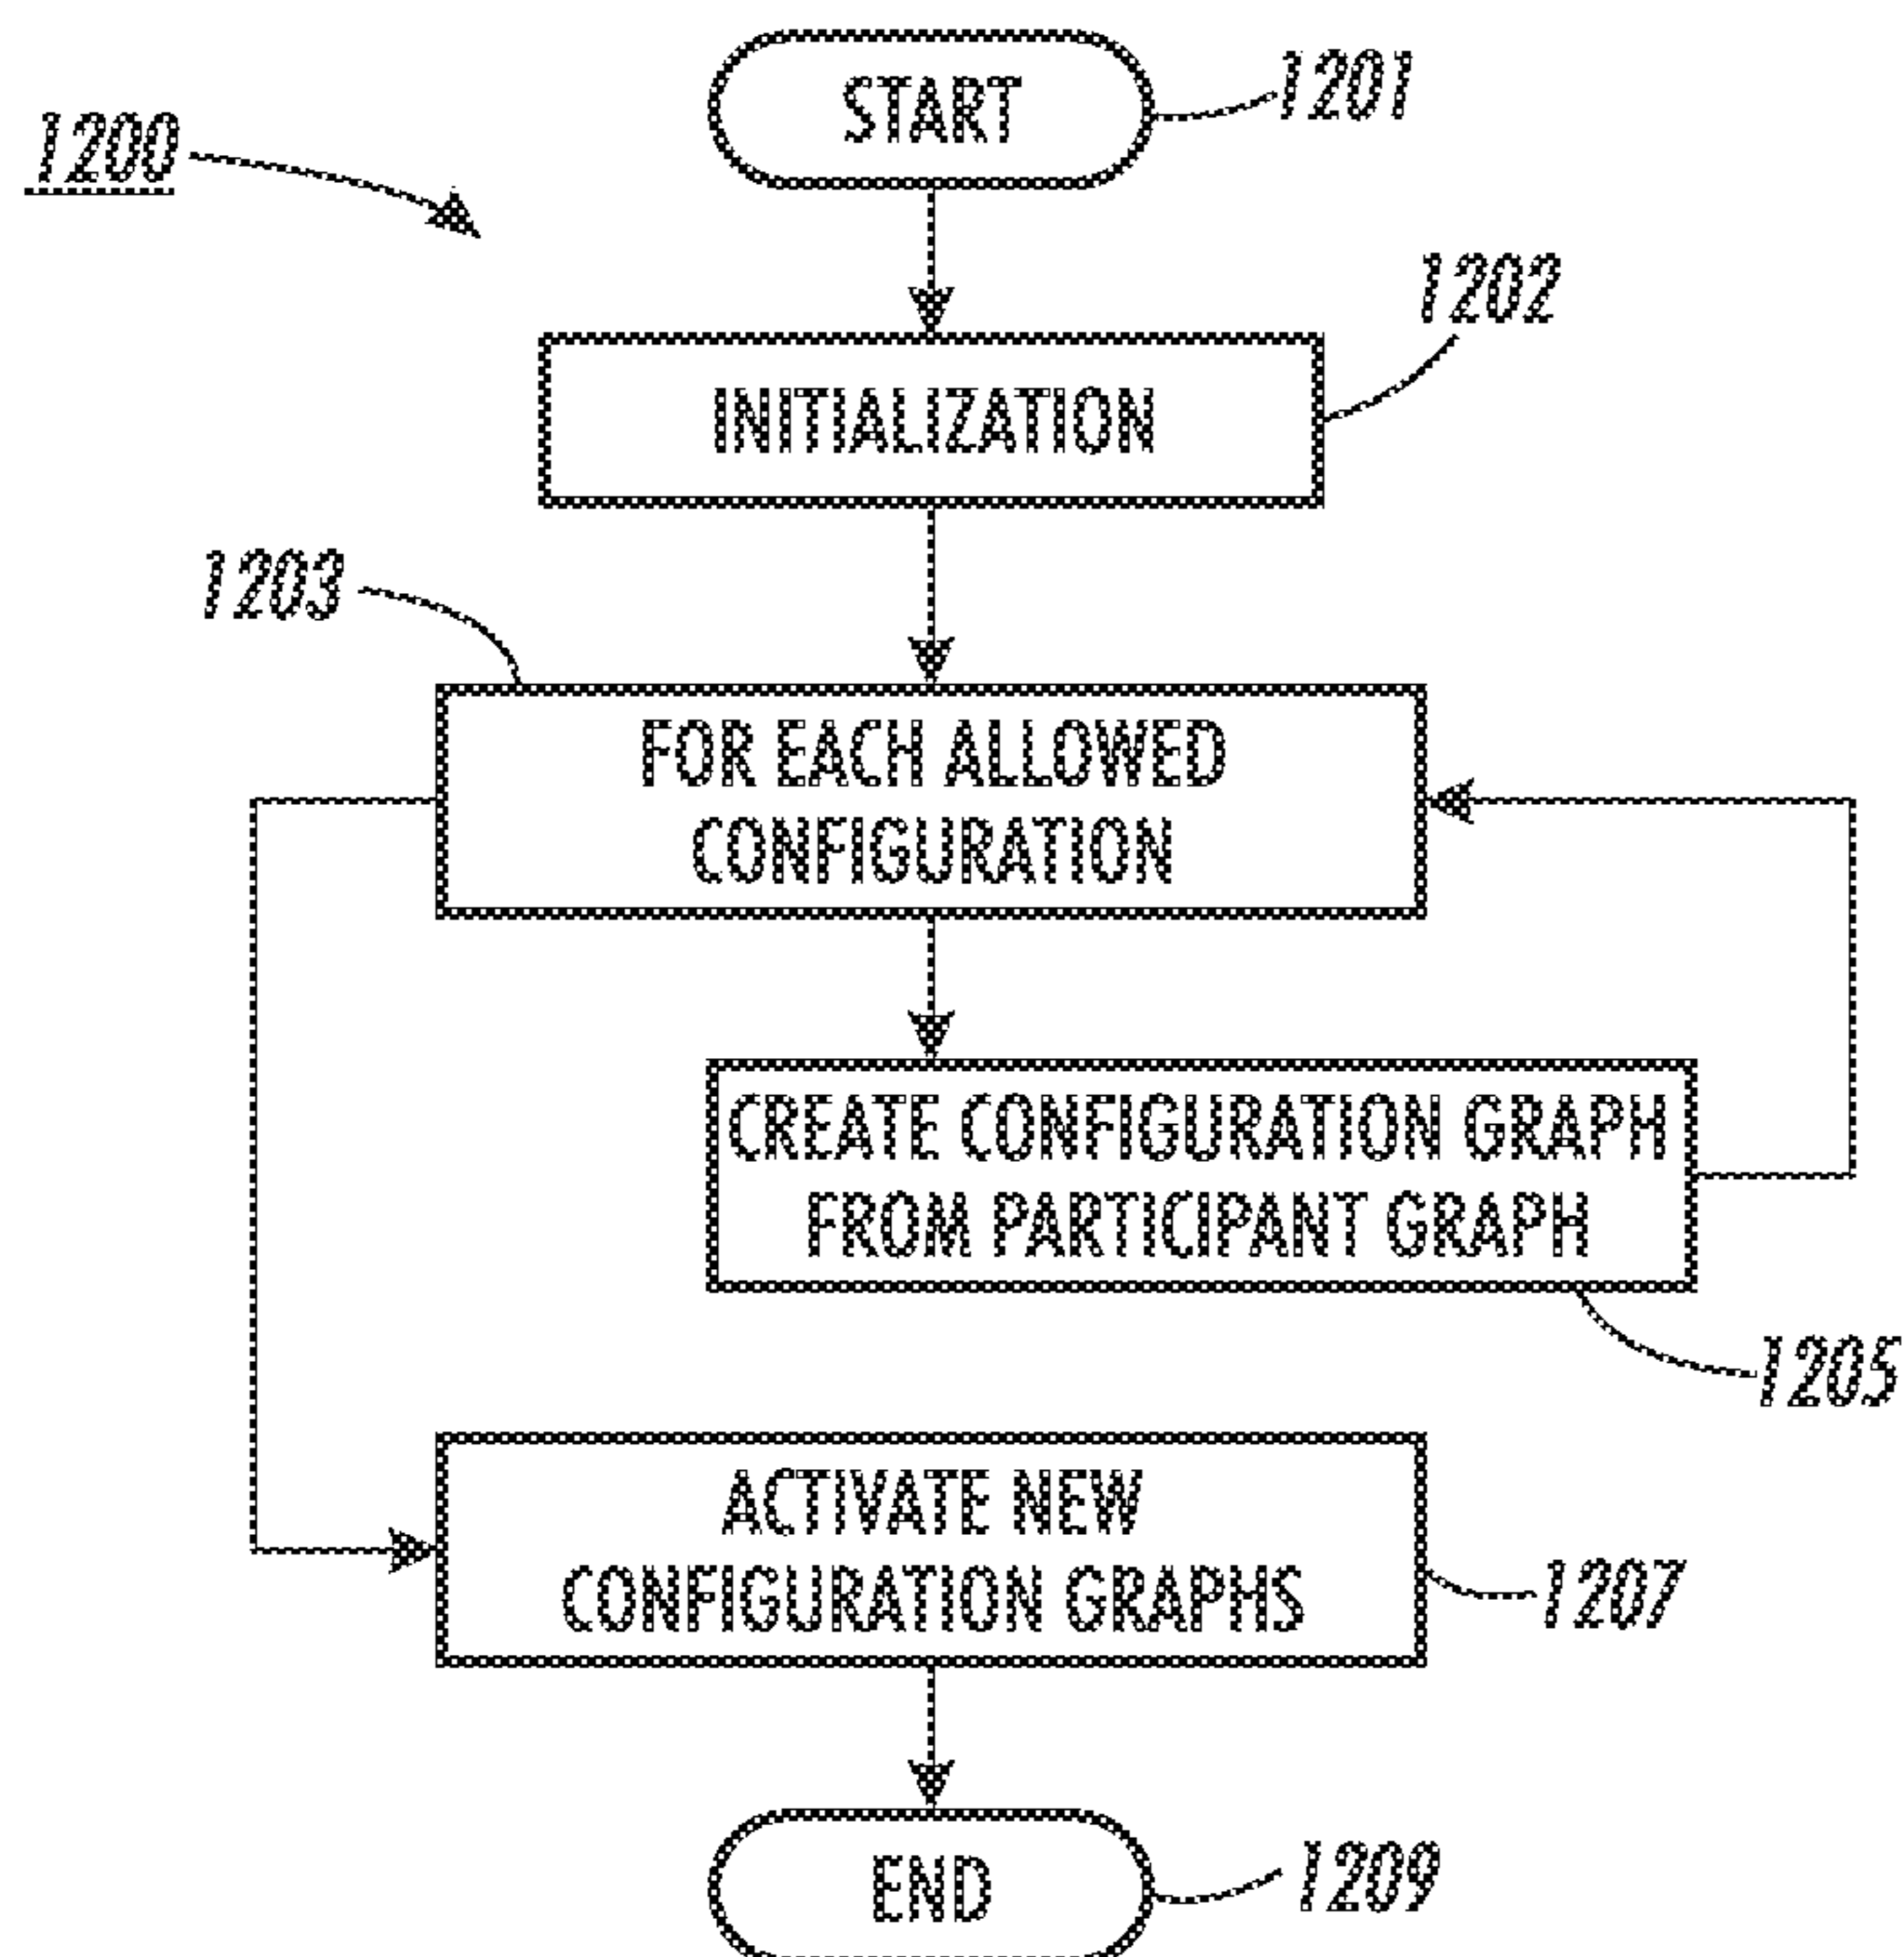 START
1201
1200
1202
INITIALIZATION
1203
FOR EACH ALLOWED
CONFIGURATION
CREATE CONFIGURATION GRAPH
FROM PARTICIPANT GRAPH
1205
ACTIVATE NEW
CONFIGURATION GRAPHS
1207
END
1209